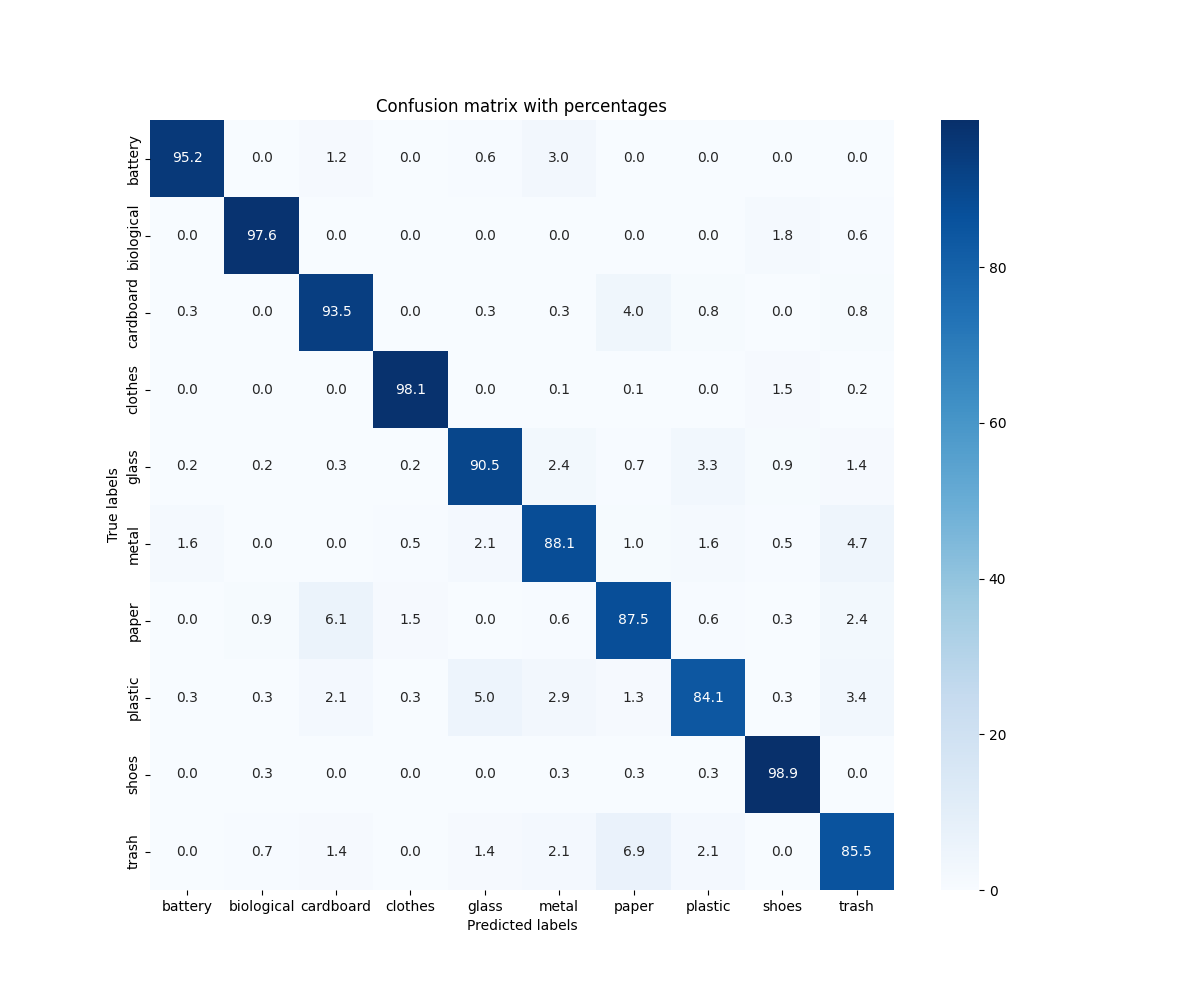 Confusion matrix with percentages
battery 95.2 0.0 1.2 0.0 0.6 3.0 0.0 0.0 0.0 0.0
biological 0.0 97.6 0.0 0.0 0.0 0.0 0.0 0.0 1.8 0.6
80
cardboard 0.3 0.0 93.5 0.0 0.3 0.3 4.0 0.8 0.0 0.8
clothes 0.0 0.0 0.0 98.1 0.0 0.1 0.1 0.0 1.5 0.2
60
glass 0.2 0.2 0.3 0.2 90.5 2.4 0.7 3.3 0.9 1.4
True labels
metal 1.6 0.0 0.0 0.5 2.1 88.1 1.0 1.6 0.5 4.7
40
paper 0.0 0.9 6.1 1.5 0.0 0.6 87.5 0.6 0.3 2.4
plastic 0.3 0.3 2.1 0.3 5.0 2.9 1.3 84.1 0.3 3.4
20
shoes 0.0 0.3 0.0 0.0 0.0 0.3 0.3 0.3 98.9 0.0
trash 0.0 0.7 1.4 0.0 1.4 2.1 6.9 2.1 0.0 85.5
0
battery biological cardboard clothes glass metal paper plastic shoes trash
Predicted labels